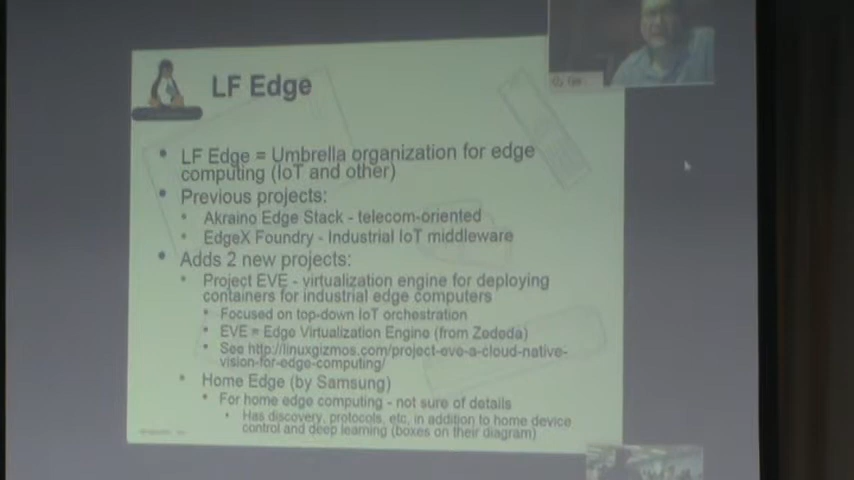 LF Edge
LF Edge = Umbrella organization for edge
computing (IoT and other)
Previous projects:
Akraino Edge Stack - telecom-oriented
EdgeX Foundry - Industrial IoT middleware
Adds 2 new projects:
Project EVE - virtualization engine for deploying
containers for industrial edge computers
Focused on top-down IoT orchestration
EVE = Edge Virtualization Engine (from Zededa)
See http://linuxgizmos.com/project-eve-a-cloud-native-
vision-for-edge-computing/
Home Edge (by Samsung)
For home edge computing - not sure of details
Has discovery, protocols, etc, in addition to home device
control and deep learning (boxes on their diagram)